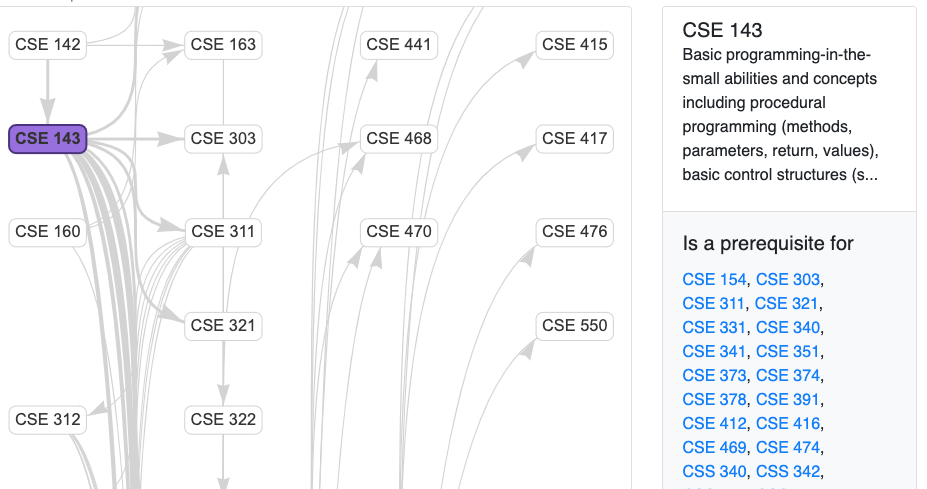 CSE 142
CSE 163
CSE 441
CSE 415
CSE 143
CSE 303
CSE 468
CSE 417
CSE 160
CSE 311
CSE 470
CSE 476
CSE 321
CSE 550
CSE 312
CSE 322
CSE 143
Basic programming-in-the-
small abilities and concepts
including procedural
programming (methods,
parameters, return, values),
basic control structures (s...
Is a prerequisite for
CSE 154, CSE 303,
CSE 311, CSE 321,
CSE 331, CSE 340,
CSE 341, CSE 351,
CSE 373, CSE 374,
CSE 378, CSE 391,
CSE 412, CSE 416,
CSE 469, CSE 474,
CSS 340, CSS 342,